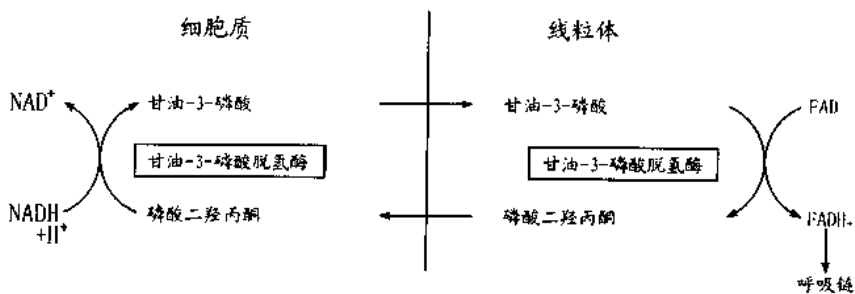 细胞质 线粒体
NAD⁺ 甘油-3-磷酸 甘油-3-磷酸 FAD
甘油-3-磷酸脱氢酶 甘油-3-磷酸脱氢酶
NADH 磷酸二羟丙酮 磷酸二羟丙酮 FADH₊
+H⁺
呼吸链